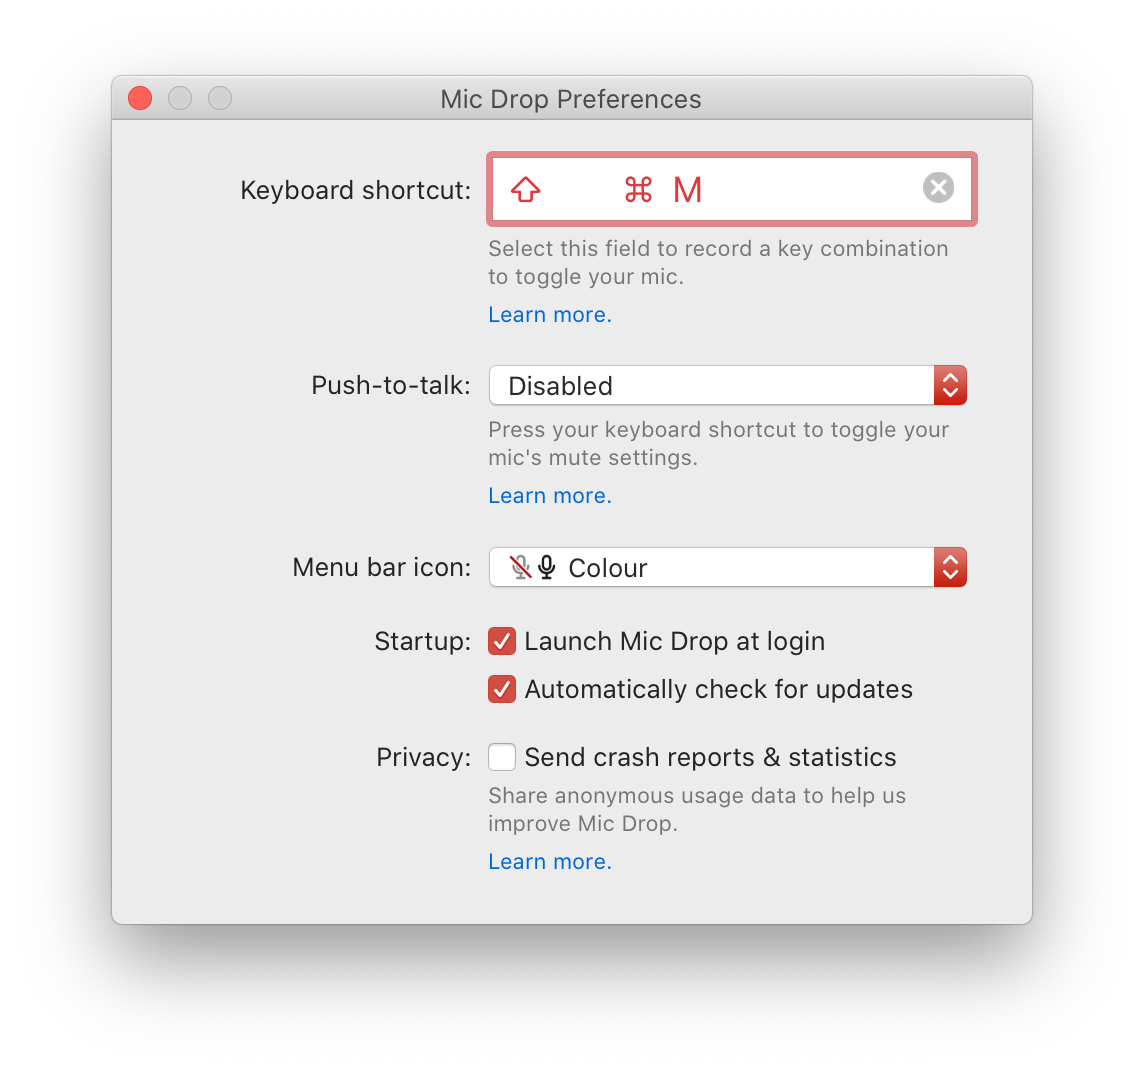 Mic Drop Preferences
Keyboard shortcut: ⇧ ⌘ M
Select this field to record a key combination
to toggle your mic.
Learn more.
Push-to-talk: Disabled
Press your keyboard shortcut to toggle your
mic's mute settings.
Learn more.
Menu bar icon: Colour
Startup: Launch Mic Drop at login
Automatically check for updates
Privacy: Send crash reports & statistics
Share anonymous usage data to help us
improve Mic Drop.
Learn more.